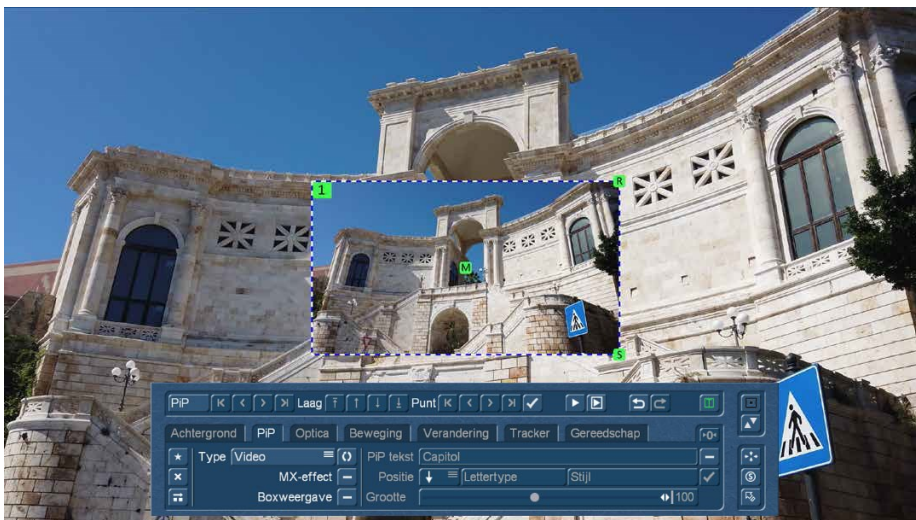 1
R
M
S
PiP Laag Punt
Achtergrond PiP Optica Beweging Verandering Tracker Gereedschap
Type Video PiP tekst Capitol
MX-effect Positie Lettertype Stijl
Boxweergave Grootte 100